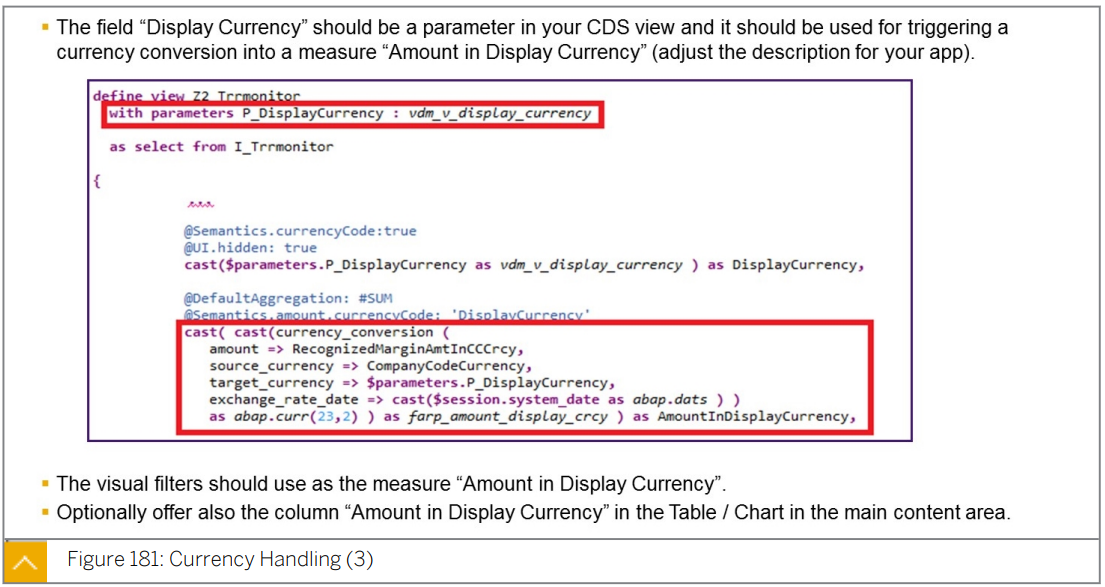 ▪ The field “Display Currency” should be a parameter in your CDS view and it should be used for triggering a
currency conversion into a measure “Amount in Display Currency” (adjust the description for your app).
define view Z2_Trrmonitor
with parameters P_DisplayCurrency : vdm_v_display_currency
as select from I_Trrmonitor
{
...
@Semantics.currencyCode:true
@UI.hidden: true
cast($parameters.P_DisplayCurrency as vdm_v_display_currency ) as DisplayCurrency,
@DefaultAggregation: #SUM
@Semantics.amount.currencyCode: 'DisplayCurrency'
cast( cast(currency_conversion (
amount => RecognizedMarginAmtInCCCrcy,
source_currency => CompanyCodeCurrency,
target_currency => $parameters.P_DisplayCurrency,
exchange_rate_date => cast($session.system_date as abap.dats ) )
as abap.curr(23,2) ) as farp_amount_display_crcy ) as AmountInDisplayCurrency,
▪ The visual filters should use as the measure “Amount in Display Currency”.
▪ Optionally offer also the column “Amount in Display Currency” in the Table / Chart in the main content area.
Figure 181: Currency Handling (3)